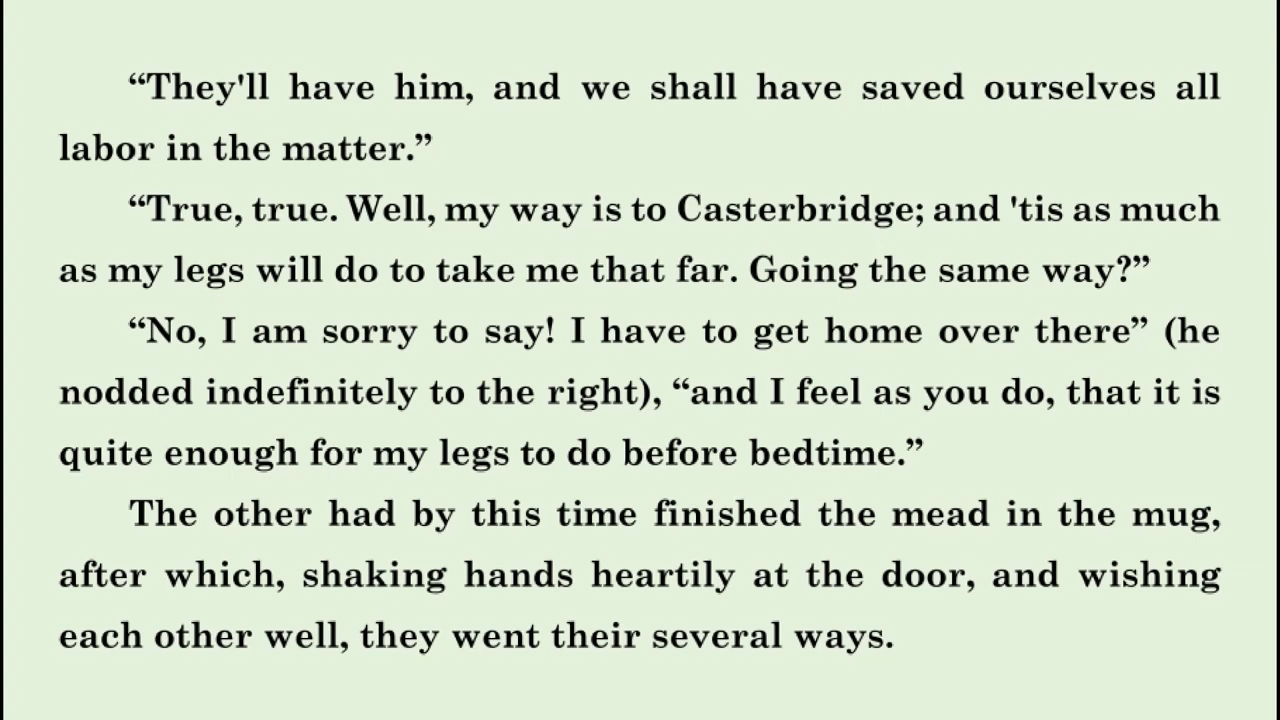 “They'll have him, and we shall have saved ourselves all
labor in the matter.”
“True, true. Well, my way is to Casterbridge; and 'tis as much
as my legs will do to take me that far. Going the same way?”
“No, I am sorry to say! I have to get home over there” (he
nodded indefinitely to the right), “and I feel as you do, that it is
quite enough for my legs to do before bedtime.”
The other had by this time finished the mead in the mug,
after which, shaking hands heartily at the door, and wishing
each other well, they went their several ways.